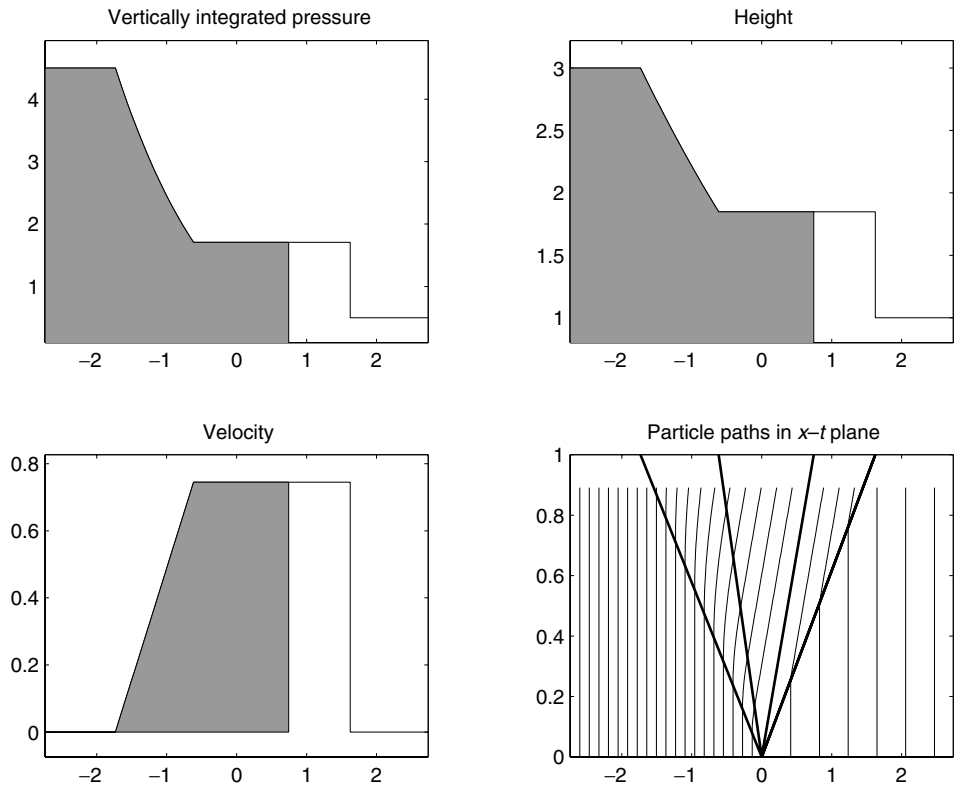 Vertically integrated pressure
4
3
2
1
−2 −1 0 1 2
Height
3
2.5
2
1.5
1
−2 −1 0 1 2
Velocity
0.8
0.6
0.4
0.2
0
−2 −1 0 1 2
Particle paths in x–t plane
1
0.8
0.6
0.4
0.2
0
−2 −1 0 1 2